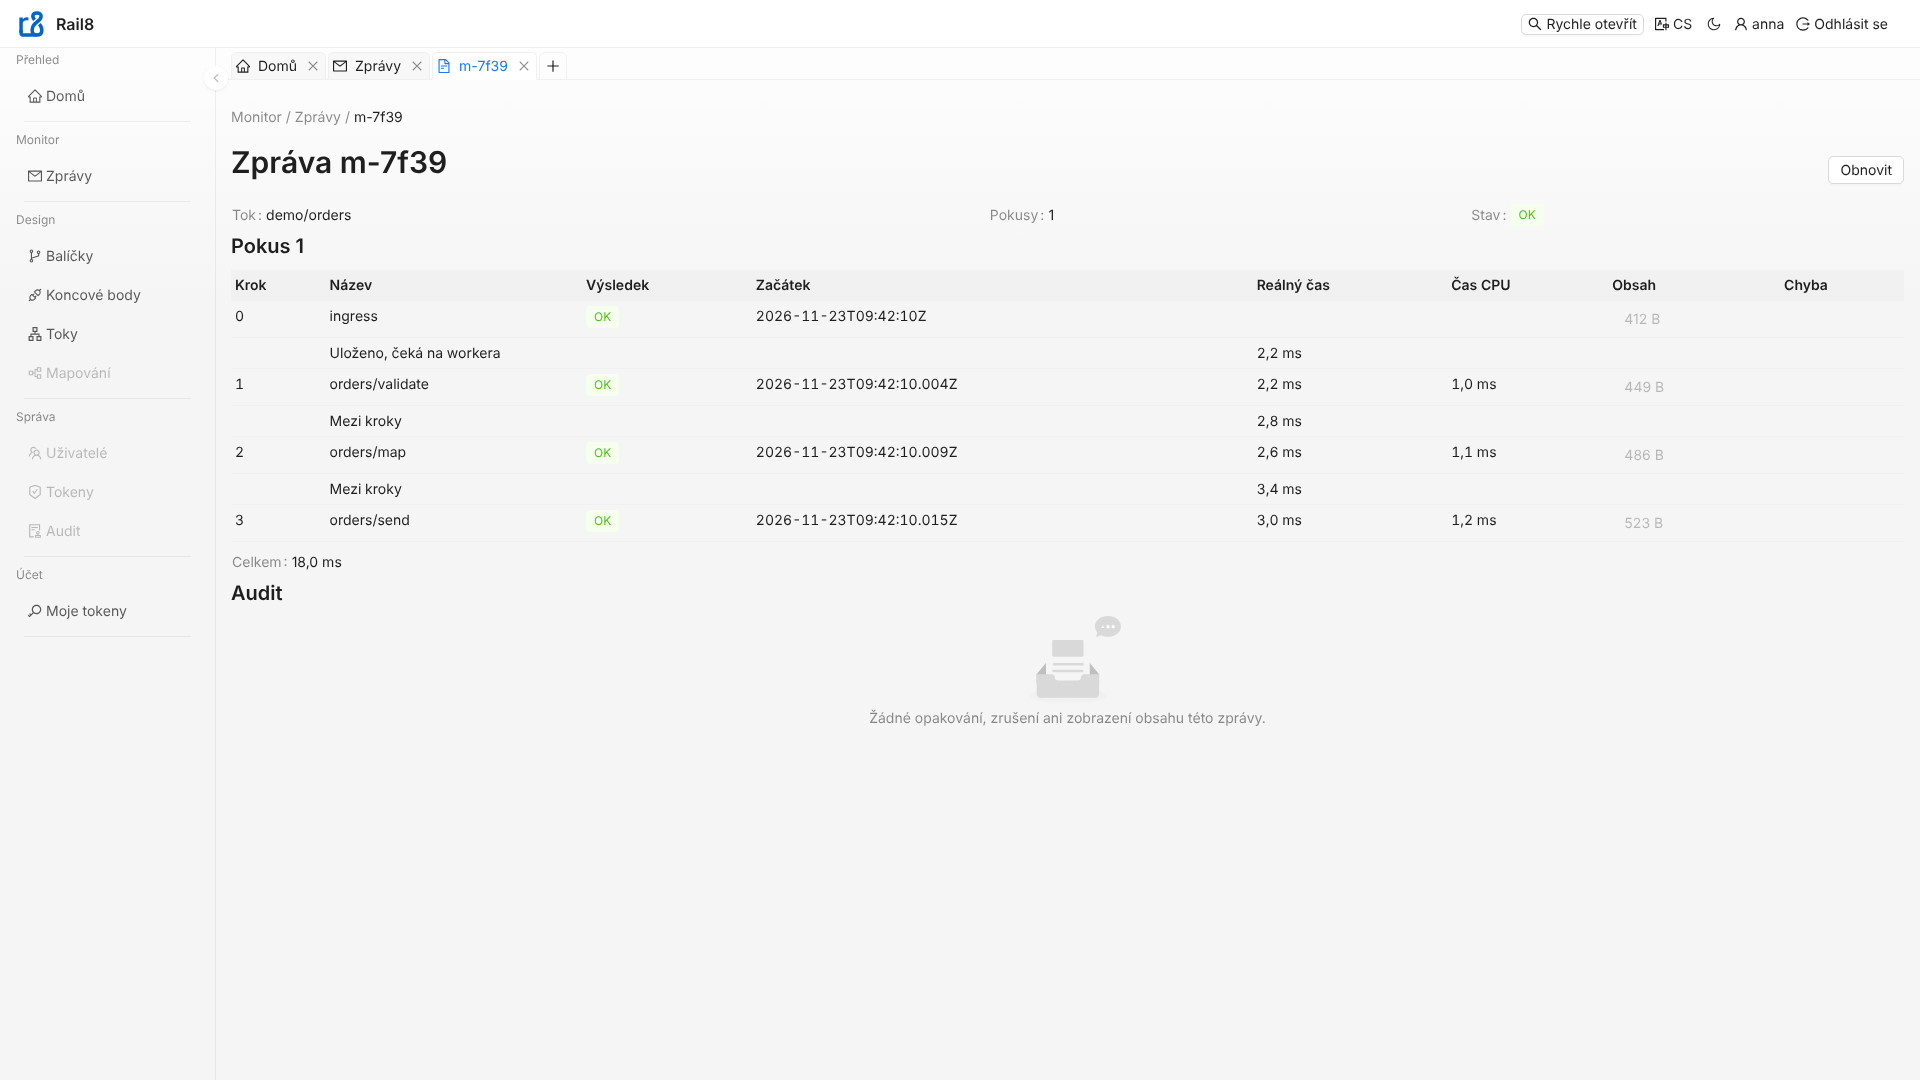 Rail8
Rychle otevřít
CS
anna
Odhlásit se
Přehled
Domů
Monitor
Zprávy
Design
Balíčky
Koncové body
Toky
Mapování
Správa
Uživatelé
Tokeny
Audit
Účet
Moje tokeny
Domů
Zprávy
m-7f39
Monitor / Zprávy / m-7f39
Zpráva m-7f39
Obnovit
Tok: demo/orders
Pokusy: 1
Stav: OK
Pokus 1
Krok Název Výsledek Začátek Reálný čas Čas CPU Obsah Chyba
0 ingress OK 2026-11-23T09:42:10Z 412 B
Uloženo, čeká na workera 2,2 ms
1 orders/validate OK 2026-11-23T09:42:10.004Z 2,2 ms 1,0 ms 449 B
Mezi kroky 2,8 ms
2 orders/map OK 2026-11-23T09:42:10.009Z 2,6 ms 1,1 ms 486 B
Mezi kroky 3,4 ms
3 orders/send OK 2026-11-23T09:42:10.015Z 3,0 ms 1,2 ms 523 B
Celkem: 18,0 ms
Audit
Žádné opakování, zrušení ani zobrazení obsahu této zprávy.